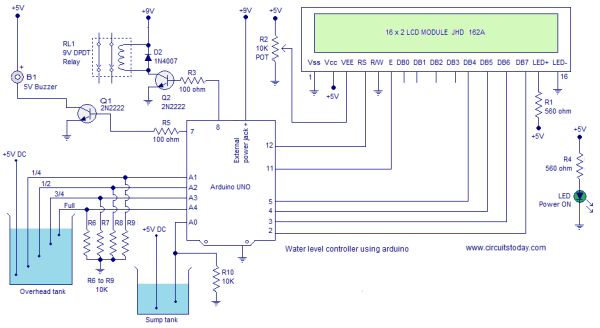 +5V
+9V
+9V
+5V
16 x 2 LCD MODULE JHD 162A
RL1
9V DPDT
Relay
D2
1N4007
R2
10K
POT
Vss Vcc VEE RS R/W E DB0 DB1 DB2 DB3 DB4 DB5 DB6 DB7 LED+ LED-
1
16
+5V
B1
5V Buzzer
R3
100 ohm
Q2
2N2222
Q1
2N2222
R1
560 ohm
+5V
+5V
R5
100 ohm
7
8
External
power jack +
12
11
R4
560 ohm
LED
Power ON
+5V DC
1/4
1/2
3/4
Full
A1
A2
A3
A4
A0
Arduino UNO
5
4
3
2
R6 R7 R8 R9
+5V DC
Water level controller using arduino
www.circuitstoday.com
R6 to R9
10K
R10
10K
Overhead tank
Sump tank